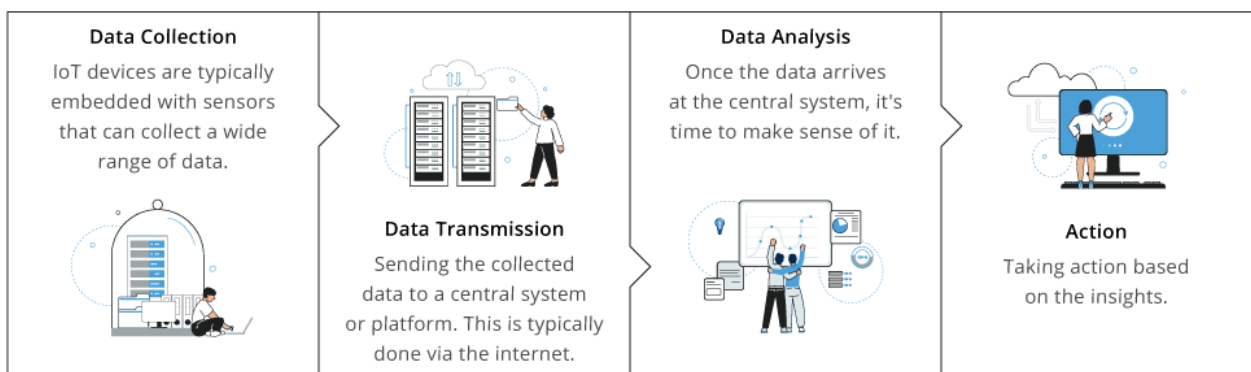 Data Collection
IoT devices are typically
embedded with sensors
that can collect a wide
range of data.
Data Transmission
Sending the collected
data to a central system
or platform. This is typically
done via the internet.
Data Analysis
Once the data arrives
at the central system, it's
time to make sense of it.
Action
Taking action based
on the insights.